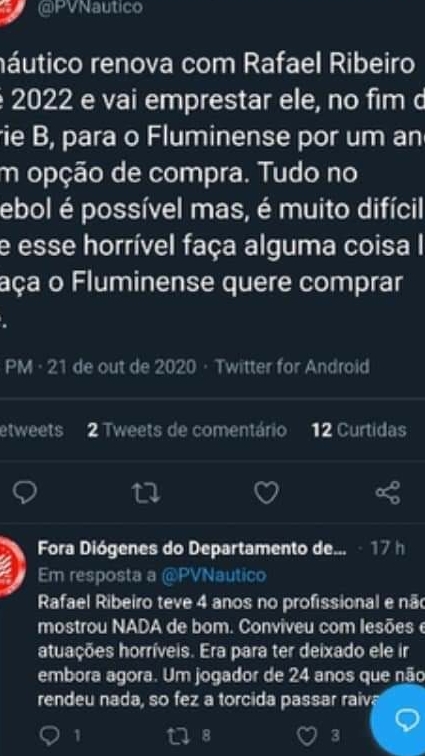 @PVNautico
náutico renova com Rafael Ribeiro
é 2022 e vai emprestar ele, no fim d
rie B, para o Fluminense por um an
m opção de compra. Tudo no
ebol é possível mas, é muito difícil
e esse horrível faça alguma coisa l
aça o Fluminense quere comprar
.
PM · 21 de out de 2020 · Twitter for Android
etweets 2 Tweets de comentário 12 Curtidas
Fora Diógenes do Departamento de... · 17 h
Em resposta a @PVNautico
Rafael Ribeiro teve 4 anos no profissional e não
mostrou NADA de bom. Conviveu com lesões e
atuações horríveis. Era para ter deixado ele ir
embora agora. Um jogador de 24 anos que não
rendeu nada, so fez a torcida passar raiva
1 8 3